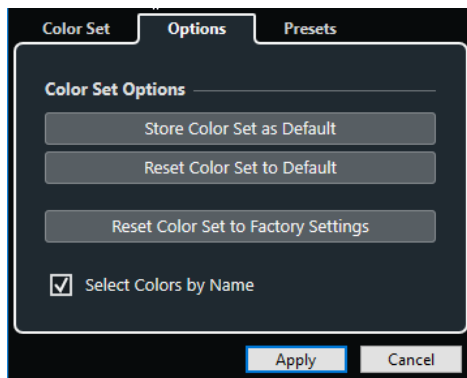 Color Set Options Presets
Color Set Options
Store Color Set as Default
Reset Color Set to Default
Reset Color Set to Factory Settings
Select Colors by Name
Apply Cancel